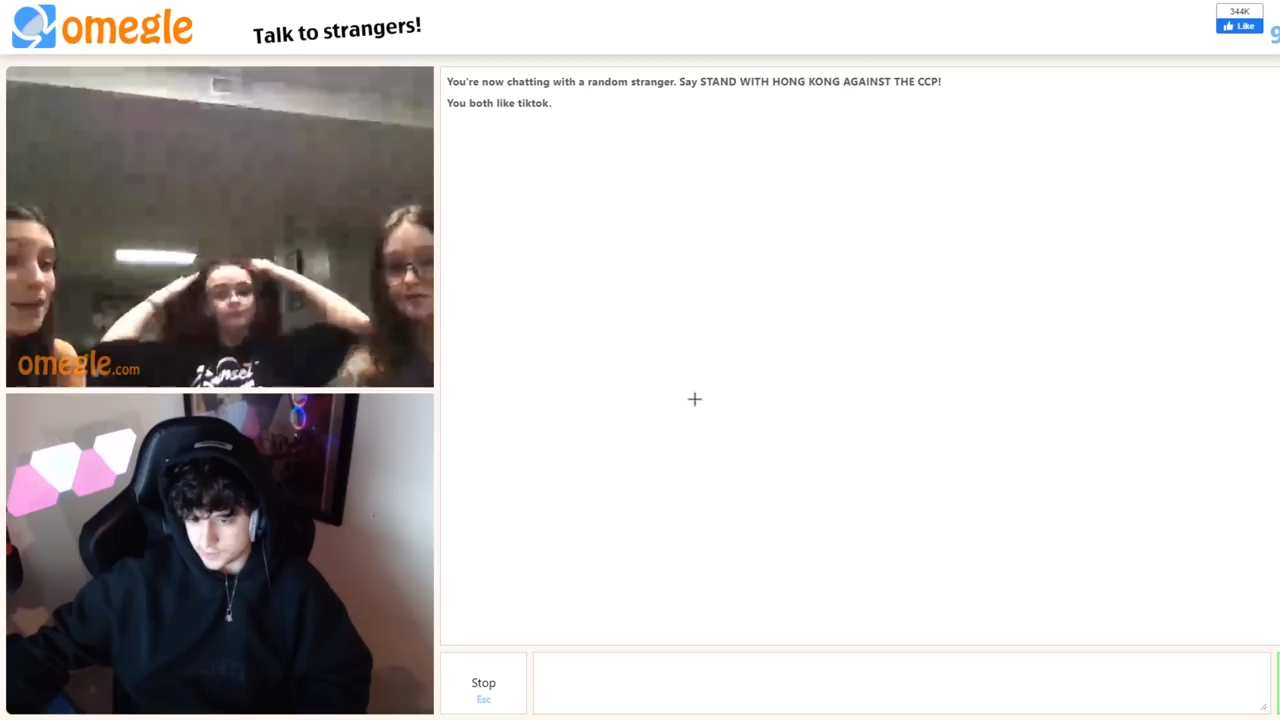 omegle
Talk to strangers!
344K
Like
You're now chatting with a random stranger. Say STAND WITH HONG KONG AGAINST THE CCP!
You both like tiktok.
omegle.com
Stop
Esc